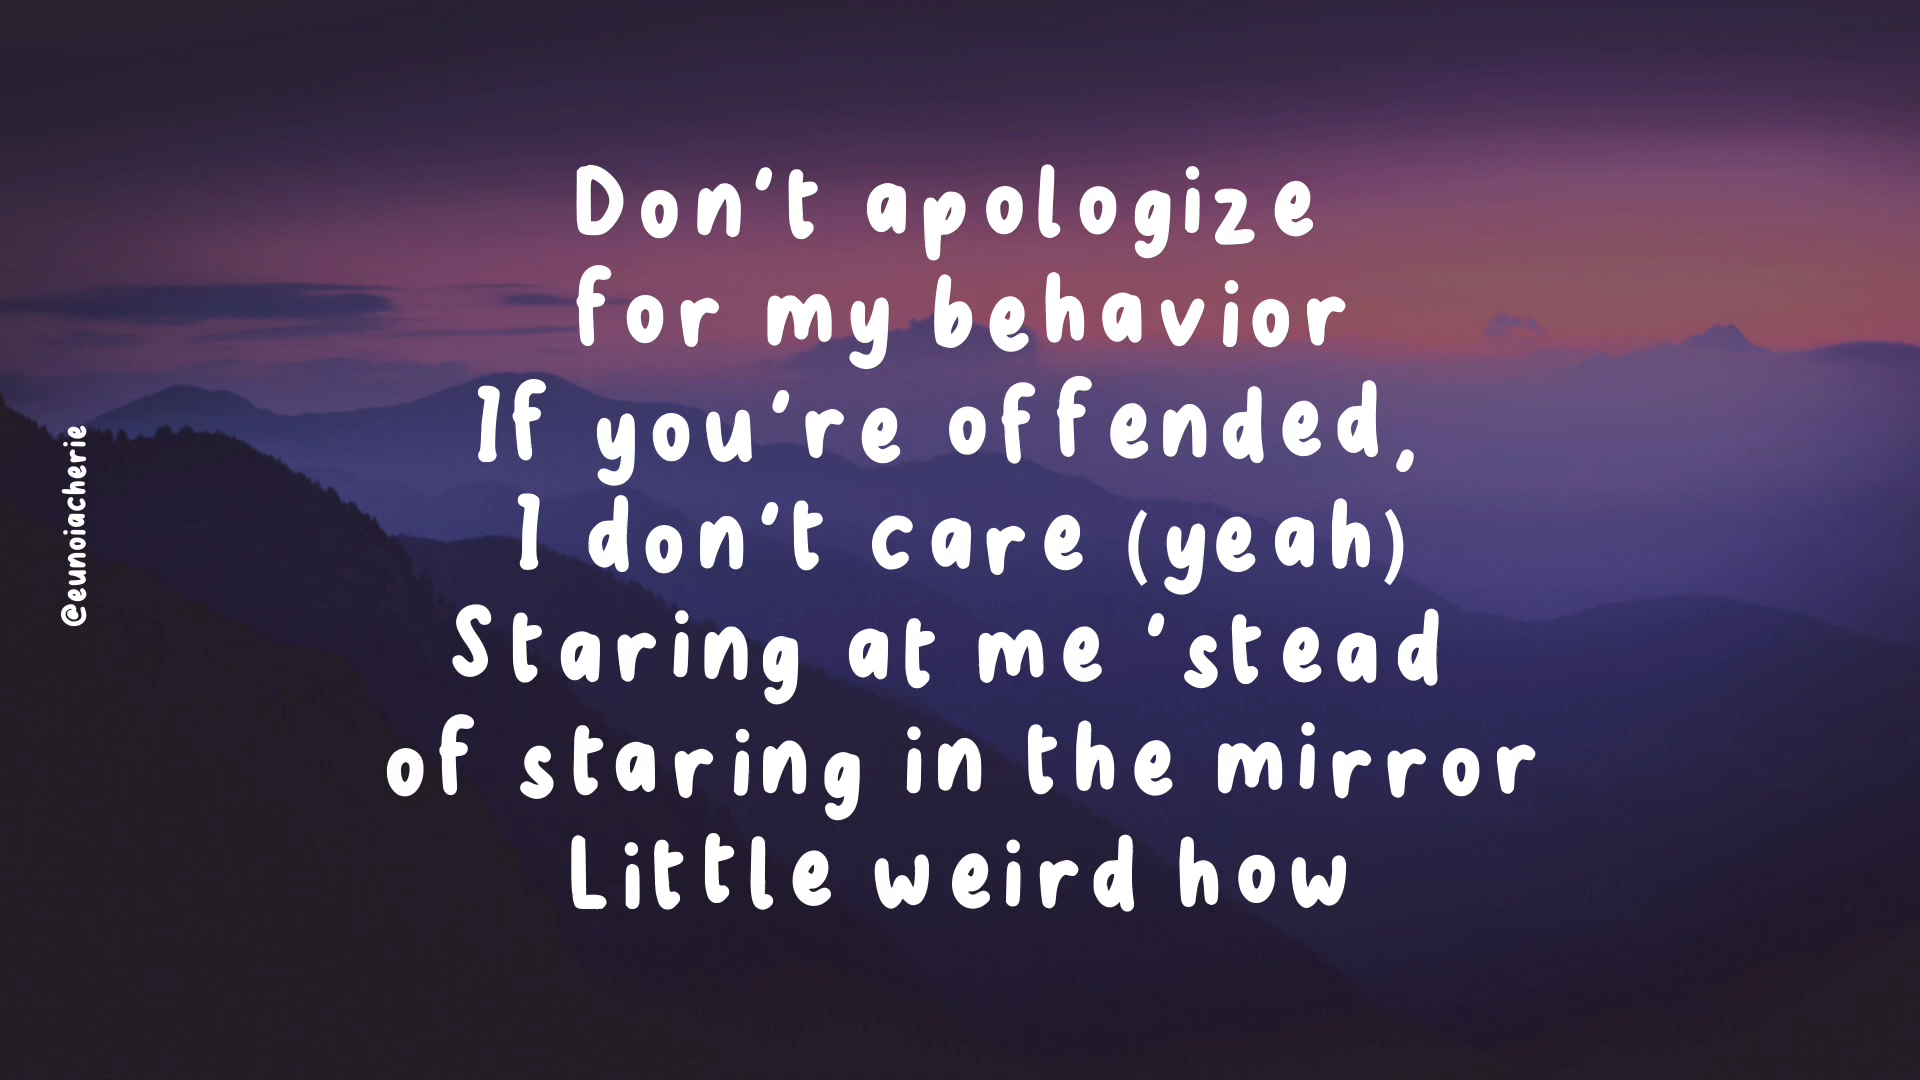 Don't apologize
for my behavior
If you're offended,
I don't care (yeah)
Staring at me 'stead
of staring in the mirror
Little weird how
@eunoiacherie